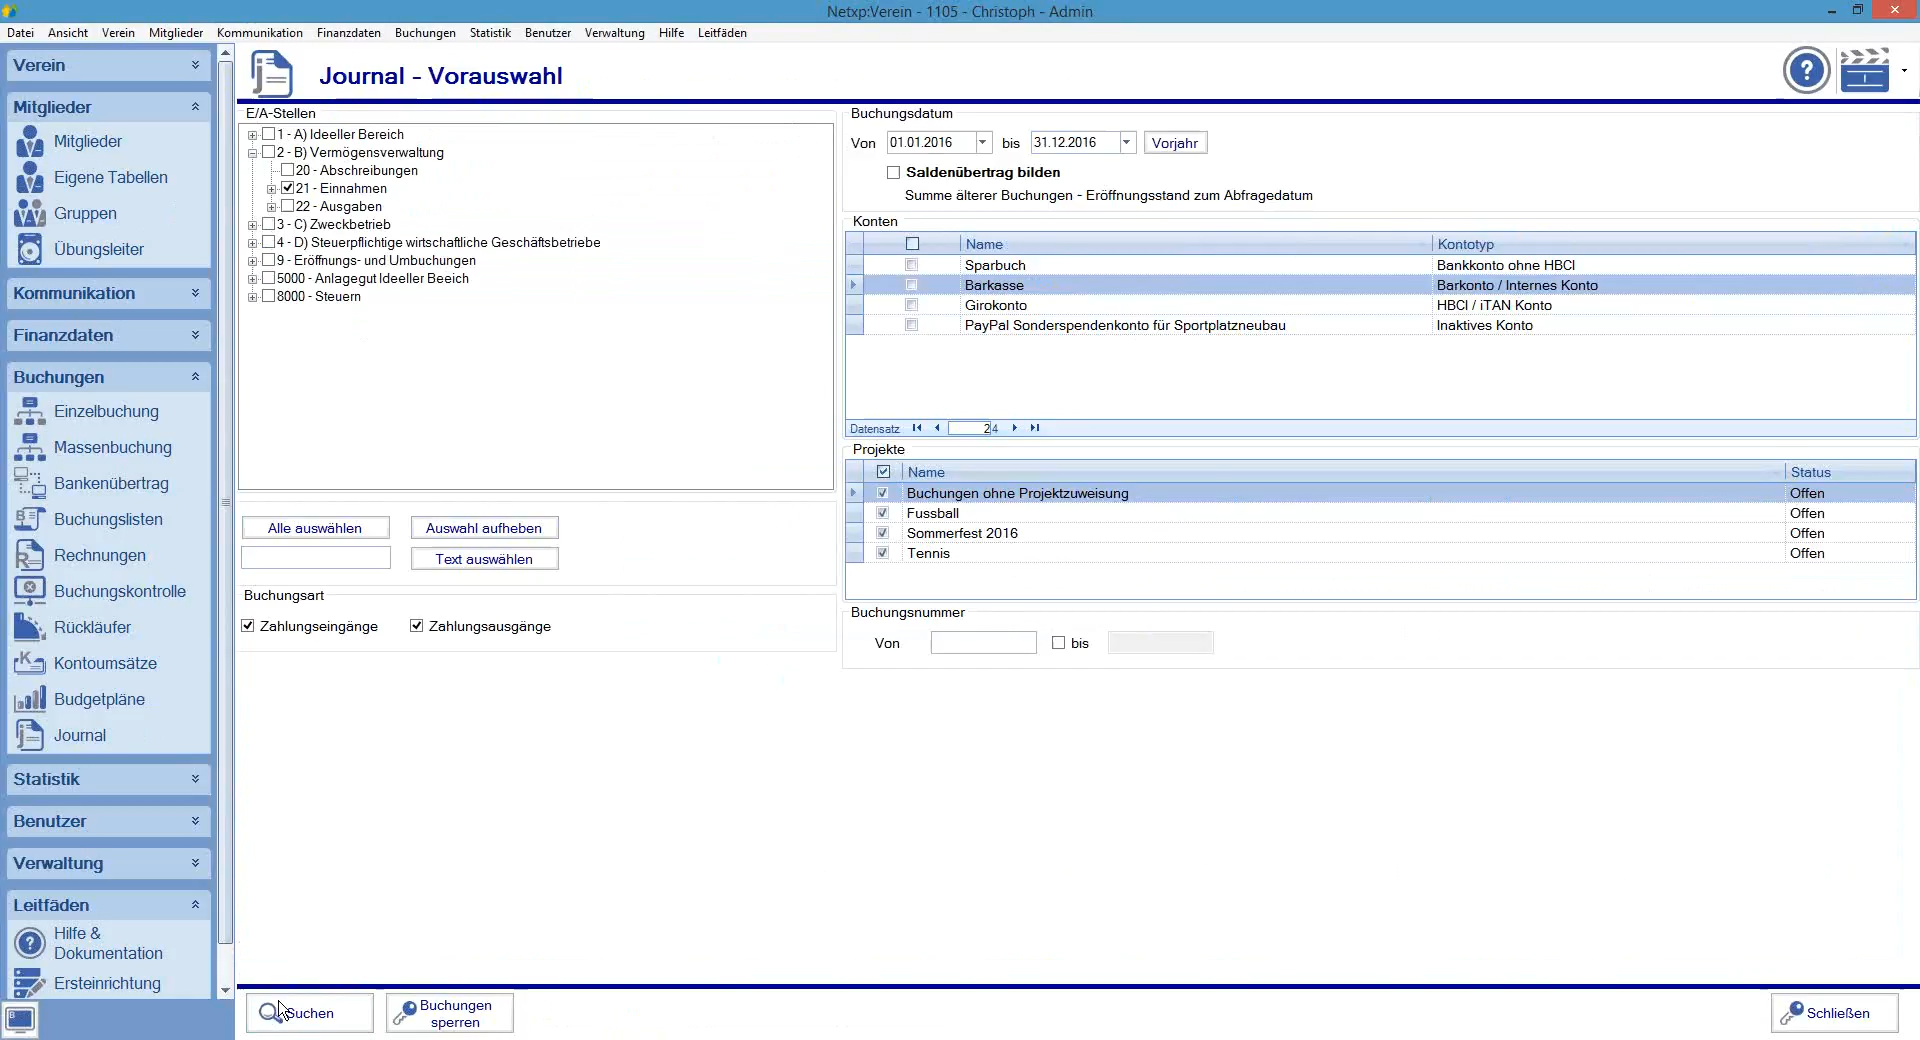 Netxp:Verein - 1105 - Christoph - Admin
Datei Ansicht Verein Mitglieder Kommunikation Finanzdaten Buchungen Statistik Benutzer Verwaltung Hilfe Leitfäden
Verein
Mitglieder
Mitglieder
Eigene Tabellen
Gruppen
Übungsleiter
Kommunikation
Finanzdaten
Buchungen
Einzelbuchung
Massenbuchung
Bankenübertrag
Buchungslisten
Rechnungen
Buchungskontrolle
Rückläufer
Kontoumsätze
Budgetpläne
Journal
Statistik
Benutzer
Verwaltung
Leitfäden
Hilfe &
Dokumentation
Ersteinrichtung
Journal - Vorauswahl
E/A-Stellen
1 - A) Ideeller Bereich
2 - B) Vermögensverwaltung
20 - Abschreibungen
21 - Einnahmen
22 - Ausgaben
3 - C) Zweckbetrieb
4 - D) Steuerpflichtige wirtschaftliche Geschäftsbetriebe
9 - Eröffnungs- und Umbuchungen
5000 - Anlagegut Ideeller Beeich
8000 - Steuern
Alle auswählen Auswahl aufheben
Text auswählen
Buchungsart
Zahlungseingänge Zahlungsausgänge
Buchungsdatum
Von 01.01.2016 bis 31.12.2016 Vorjahr
Saldenübertrag bilden
Summe älterer Buchungen - Eröffnungsstand zum Abfragedatum
Konten
Name Kontotyp
Sparbuch Bankkonto ohne HBCI
Barkasse Barkonto / Internes Konto
Girokonto HBCI / iTAN Konto
PayPal Sonderspendenkonto für Sportplatzneubau Inaktives Konto
Datensatz 2 4
Projekte
Name Status
Buchungen ohne Projektzuweisung Offen
Fussball Offen
Sommerfest 2016 Offen
Tennis Offen
Buchungsnummer
Von bis
Suchen
Buchungen
sperren
Schließen